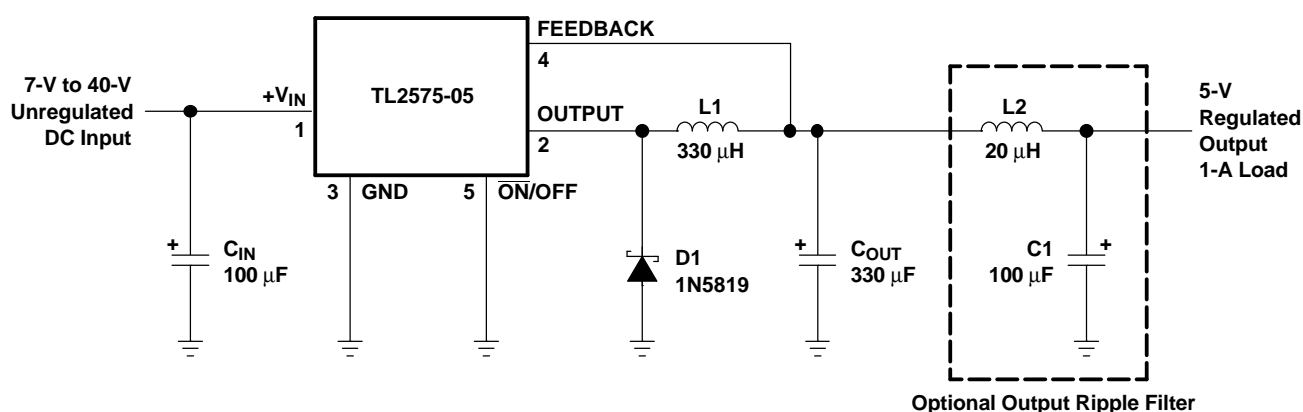 FEEDBACK
4
7-V to 40-V
Unregulated
DC Input
+VIN
1
TL2575-05
OUTPUT
2
L1
330 μH
L2
20 μH
5-V
Regulated
Output
1-A Load
3 GND
5 O̅N̅/OFF
+
CIN
100 μF
D1
1N5819
+
COUT
330 μF
C1
100 μF
+
Optional Output Ripple Filter